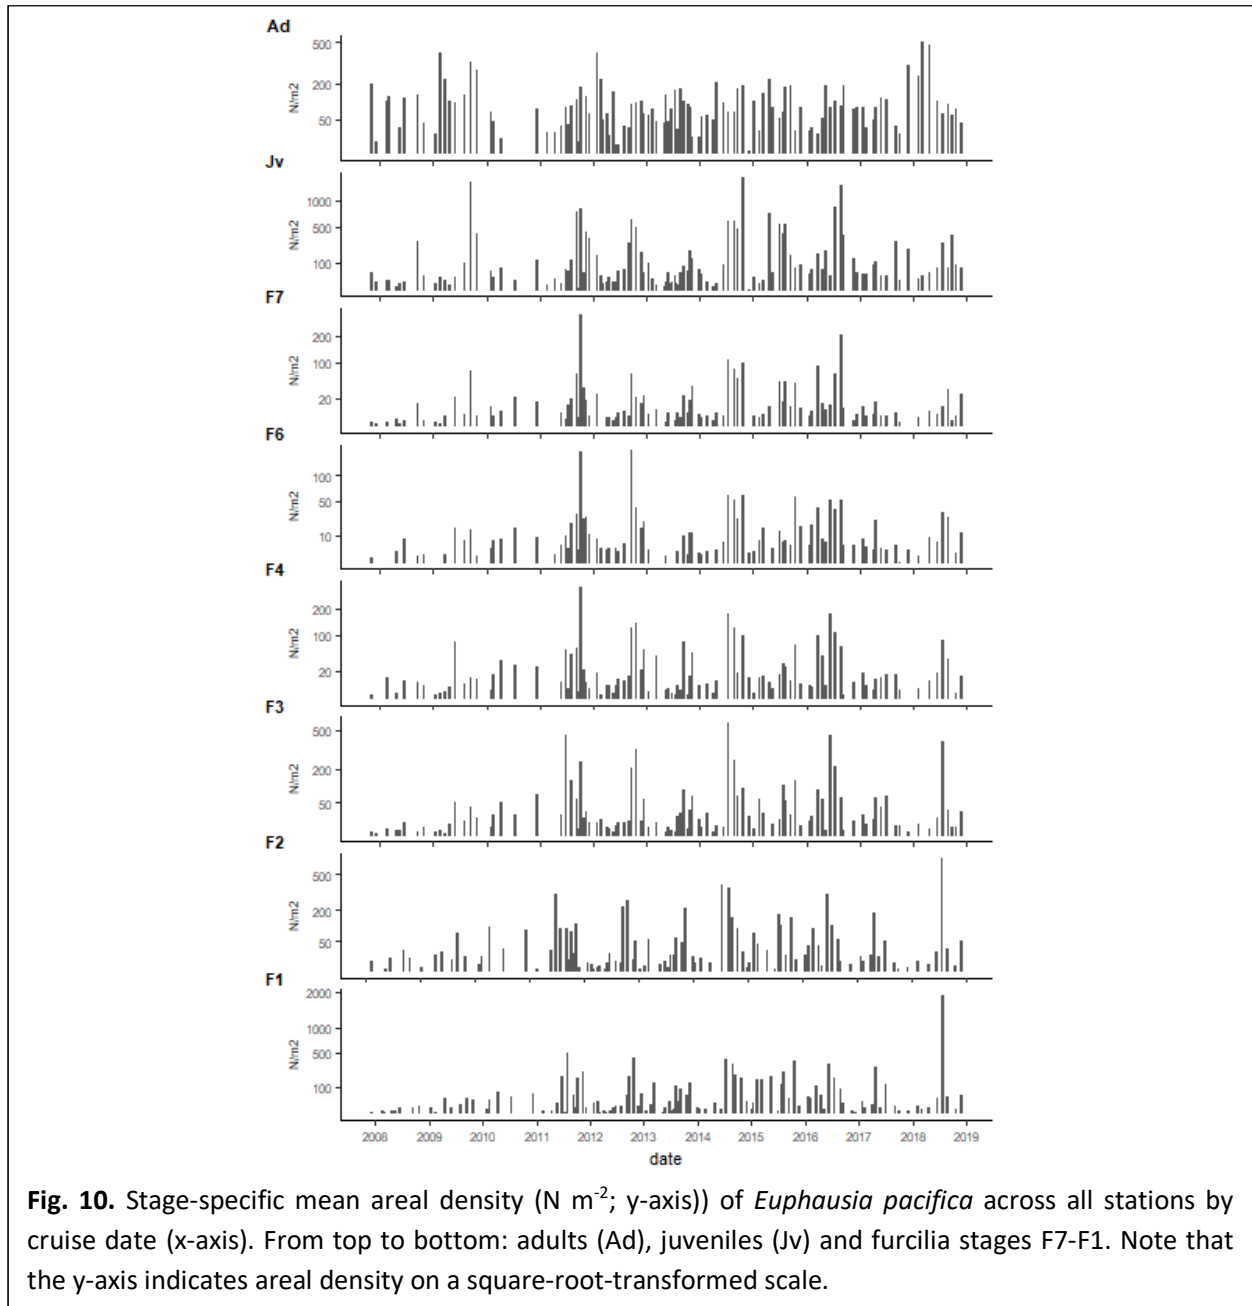 Ad
500
200
50
N/m2
Jv
1000
500
100
N/m2
F7
200
100
20
N/m2
F6
100
50
10
N/m2
F4
200
100
20
N/m2
F3
500
200
50
N/m2
F2
500
200
50
N/m2
F1
2000
1000
500
100
N/m2
2008 2009 2010 2011 2012 2013 2014 2015 2016 2017 2018 2019
date
Fig. 10. Stage-specific mean areal density (N m⁻²; y-axis)) of Euphausia pacifica across all stations by
cruise date (x-axis). From top to bottom: adults (Ad), juveniles (Jv) and furcilia stages F7-F1. Note that
the y-axis indicates areal density on a square-root-transformed scale.